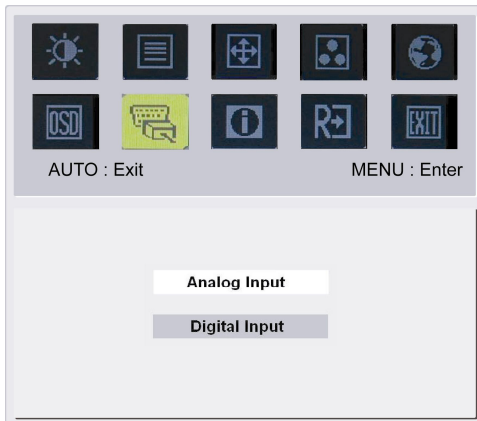 OSD
R
EXIT
AUTO : Exit MENU : Enter
Analog Input
Digital Input